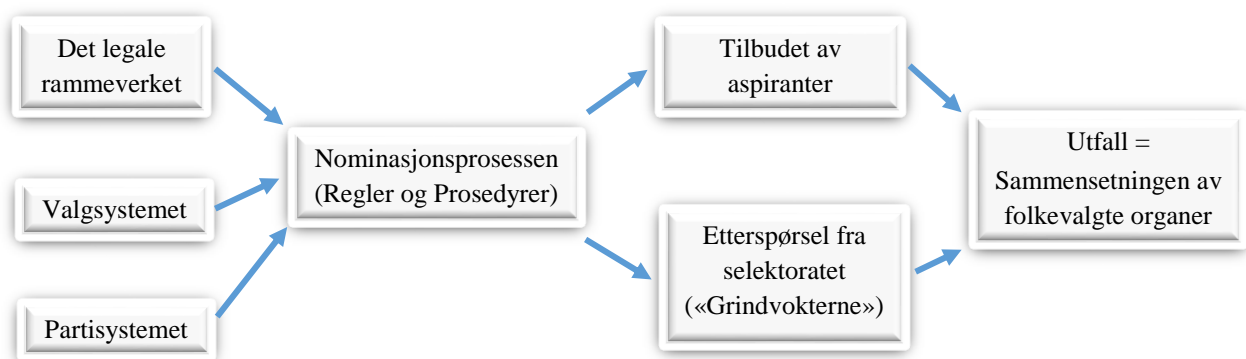 Det legale
rammeverket
Valgsystemet
Partisystemet
Nominasjonsprosessen
(Regler og Prosedyrer)
Tilbudet av
aspiranter
Etterspørsel fra
selektoratet
(«Grindvokterne»)
Utfall =
Sammensetningen av
folkevalgte organer